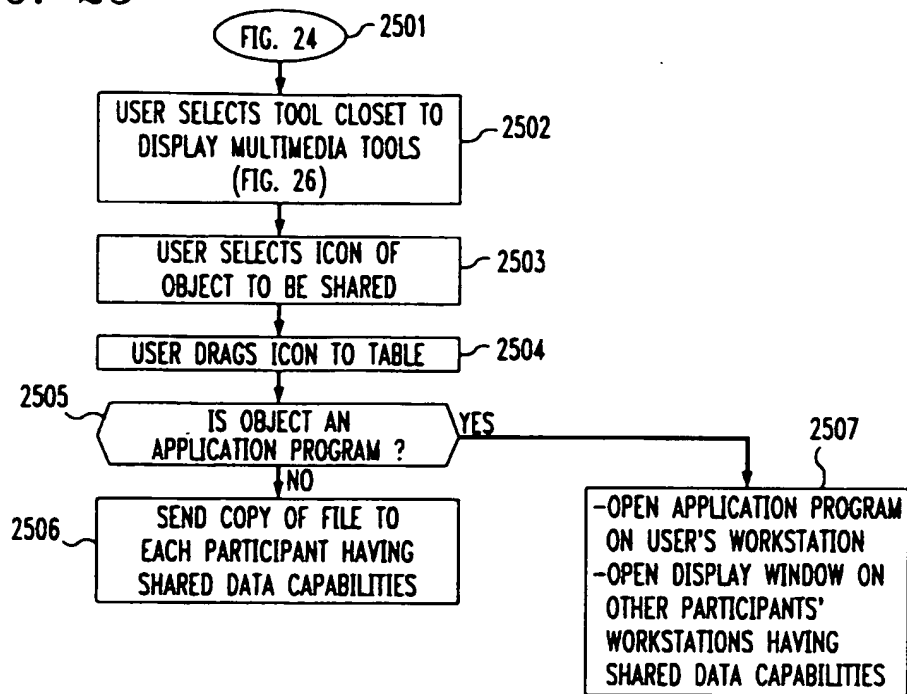 FIG. 24
2501
USER SELECTS TOOL CLOSET TO
DISPLAY MULTIMEDIA TOOLS
(FIG. 26)
2502
USER SELECTS ICON OF
OBJECT TO BE SHARED
2503
USER DRAGS ICON TO TABLE
2504
2505
IS OBJECT AN
APPLICATION PROGRAM ?
YES
NO
2506
SEND COPY OF FILE TO
EACH PARTICIPANT HAVING
SHARED DATA CAPABILITIES
2507
-OPEN APPLICATION PROGRAM
ON USER'S WORKSTATION
-OPEN DISPLAY WINDOW ON
OTHER PARTICIPANTS'
WORKSTATIONS HAVING
SHARED DATA CAPABILITIES